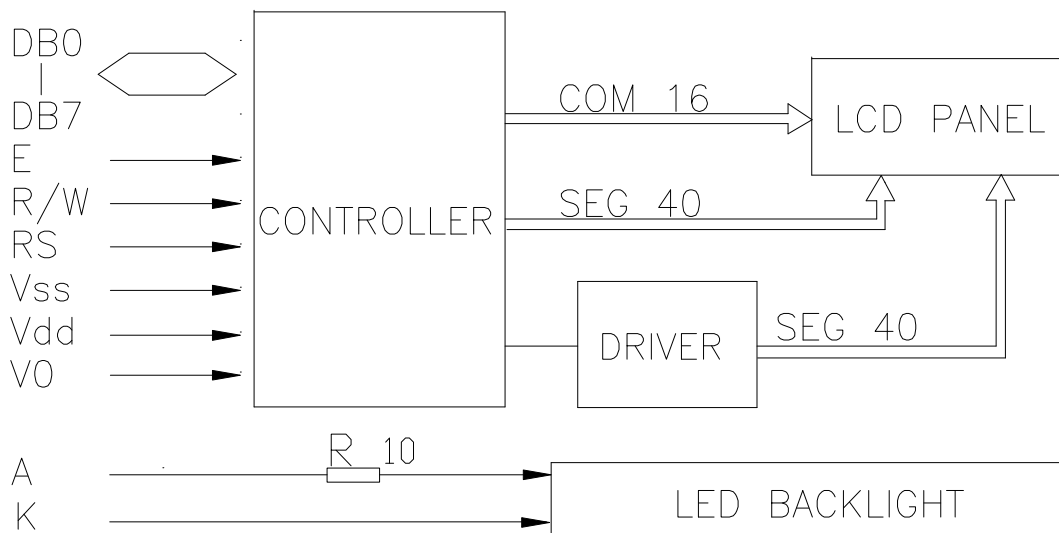 DB0
|
DB7
E
R/W
RS
Vss
Vdd
V0
A
K
CONTROLLER
COM 16
SEG 40
LCD PANEL
DRIVER
SEG 40
R 10
LED BACKLIGHT